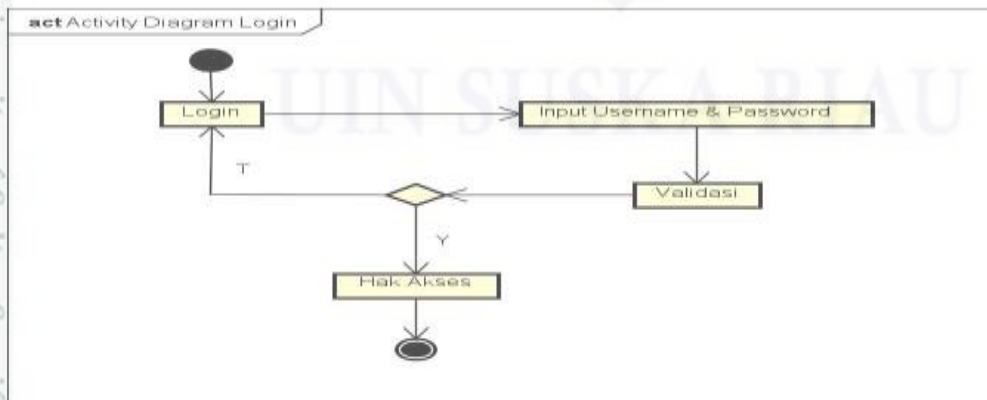 act Activity Diagram Login
UIN SUSKA RIAU
Login
Input Username & Password
T
Validasi
Y
Hak Akses